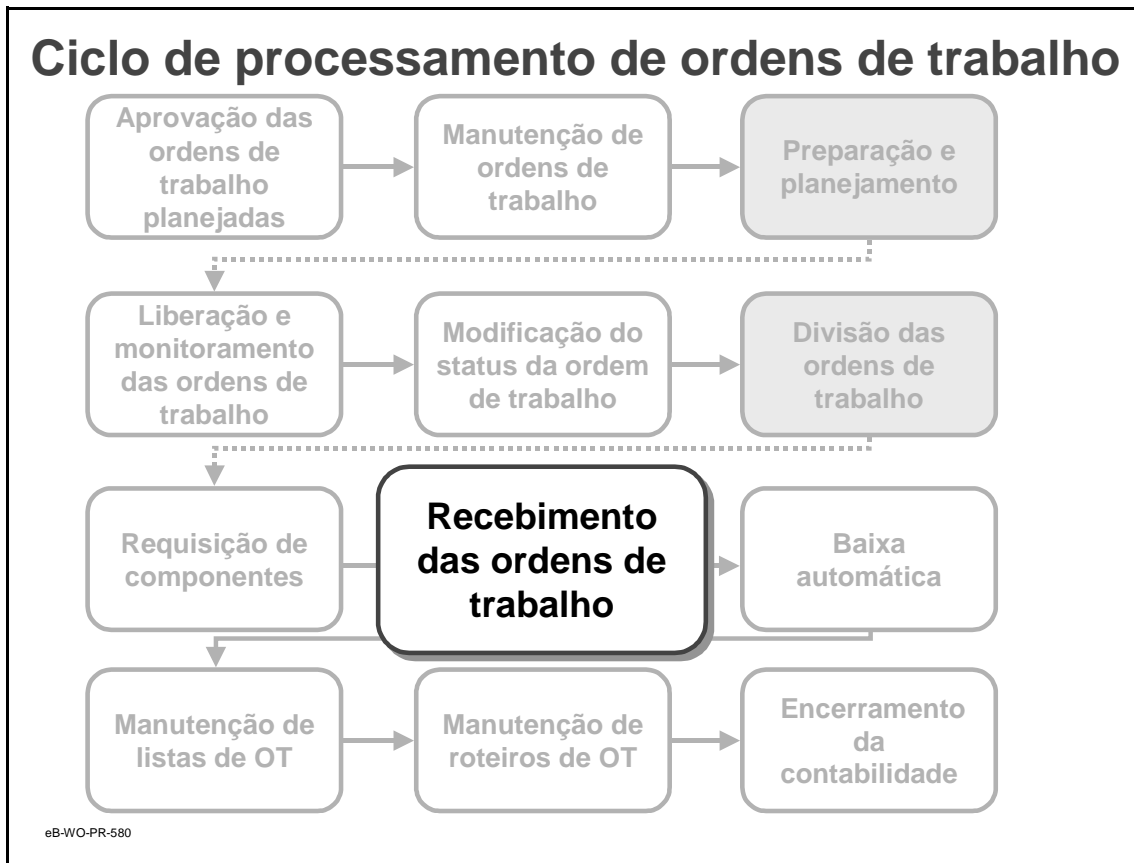 Ciclo de processamento de ordens de trabalho
Aprovação das
ordens de
trabalho
planejadas
Manutenção de
ordens de
trabalho
Preparação e
planejamento
Liberação e
monitoramento
das ordens de
trabalho
Modificação do
status da ordem
de trabalho
Divisão das
ordens de
trabalho
Requisição de
componentes
Recebimento
das ordens de
trabalho
Baixa
automática
Manutenção de
listas de OT
Manutenção de
roteiros de OT
Encerramento
da
contabilidade
eB-WO-PR-580